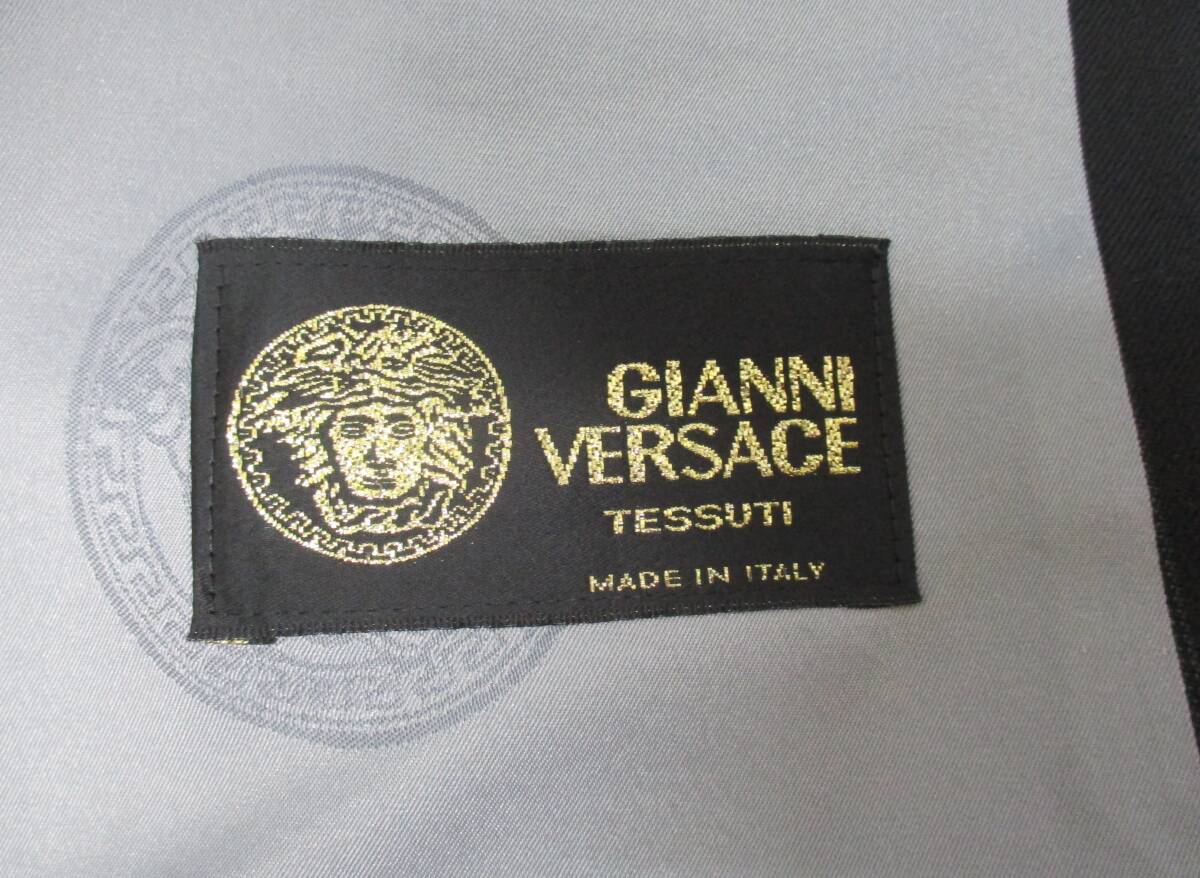 GIANNI
VERSACE
TESSUTI
MADE IN ITALY